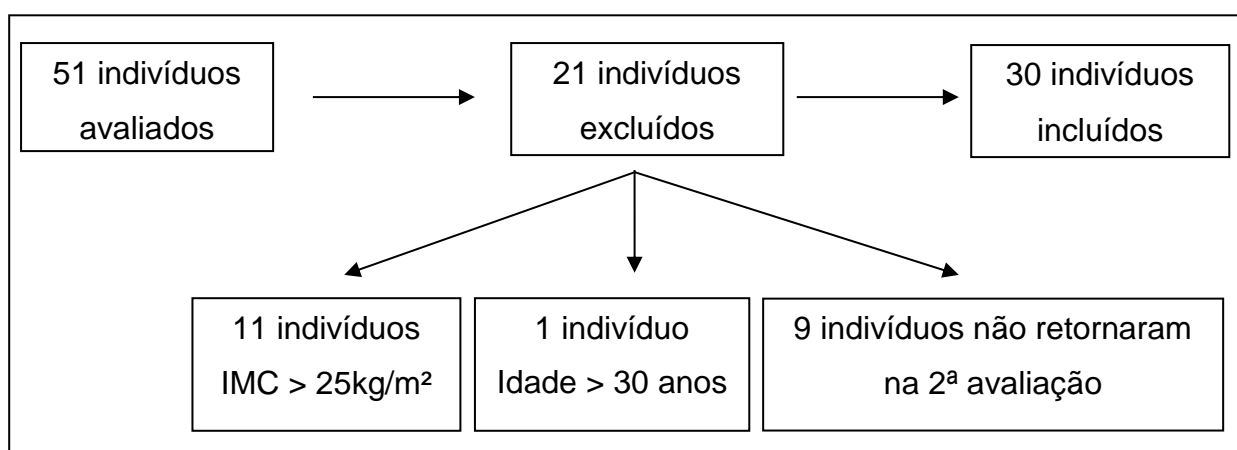 51 indivíduos
avaliados
21 indivíduos
excluídos
30 indivíduos
incluídos
11 indivíduos
IMC > 25kg/m²
1 indivíduo
Idade > 30 anos
9 indivíduos não retornaram
na 2ª avaliação